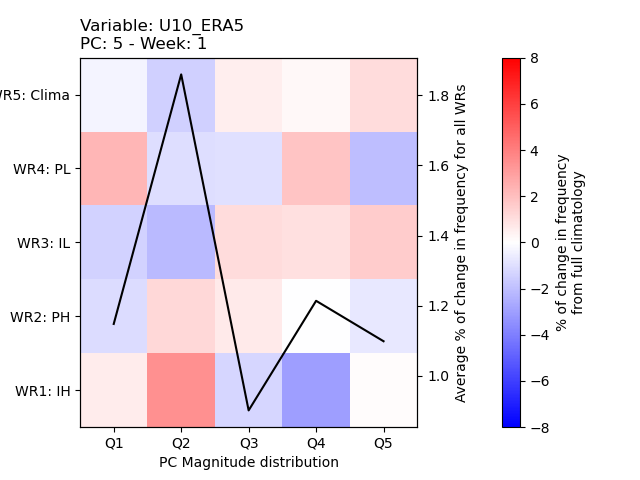 Variable: U10_ERA5
PC: 5 - Week: 1
WR5: Clima
WR4: PL
WR3: IL
WR2: PH
WR1: IH
Q1 Q2 Q3 Q4 Q5
PC Magnitude distribution
1.8
1.6
1.4
1.2
1.0
Average % of change in frequency for all WRs
8
6
4
2
0
−2
−4
−6
−8
% of change in frequency
from full climatology